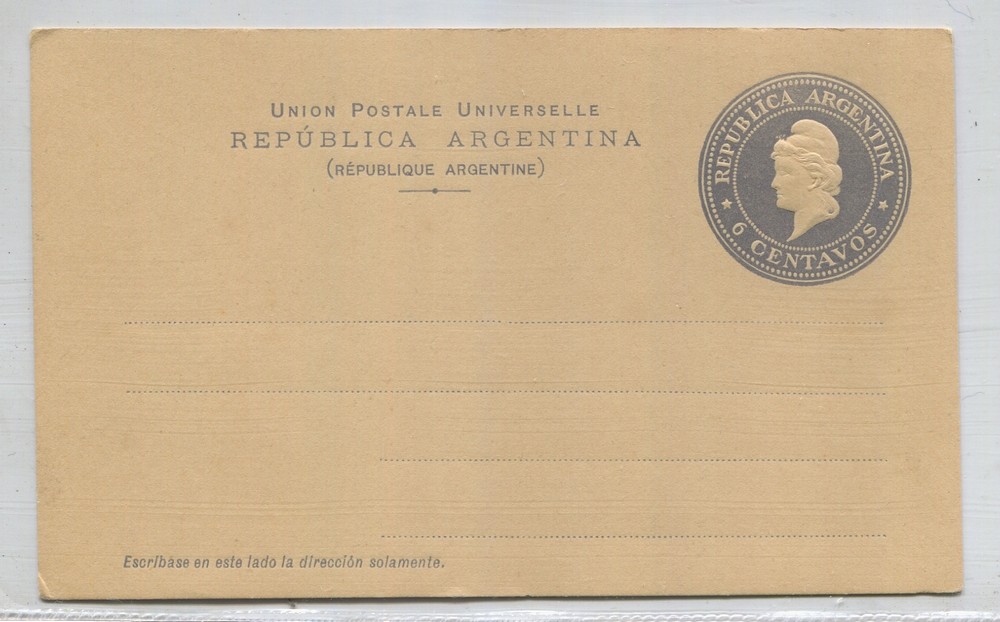 UNION POSTALE UNIVERSELLE
REPÚBLICA ARGENTINA
(RÉPUBLIQUE ARGENTINE)
REPUBLICA ARGENTINA
★ 6 CENTAVOS ★
Escríbase en este lado la dirección solamente.